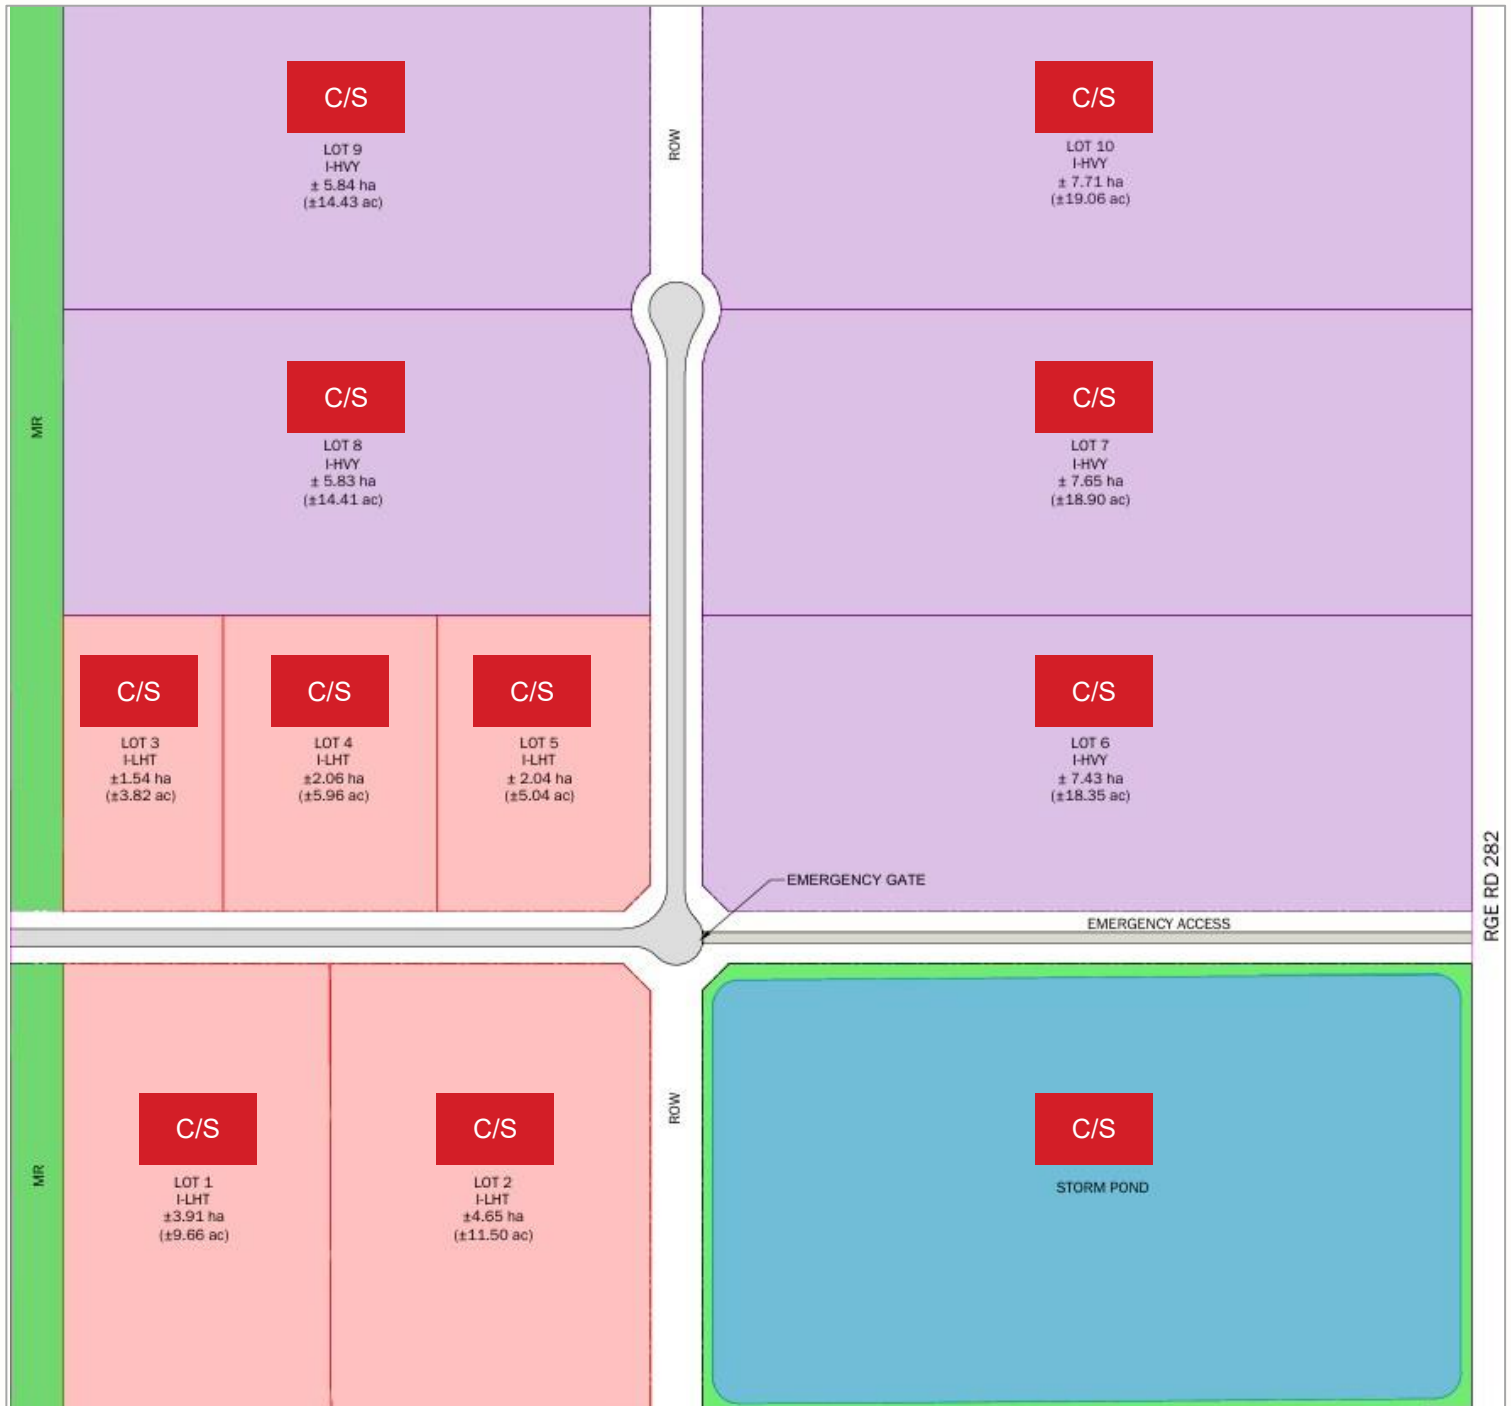 C/S
LOT 9
I-HVY
± 5.84 ha
(±14.43 ac)
ROW
C/S
LOT 10
I-HVY
± 7.71 ha
(±19.06 ac)
MR
C/S
LOT 8
I-HVY
± 5.83 ha
(±14.41 ac)
C/S
LOT 7
I-HVY
± 7.65 ha
(±18.90 ac)
C/S
LOT 3
I-LHT
±1.54 ha
(±3.82 ac)
C/S
LOT 4
I-LHT
±2.06 ha
(±5.96 ac)
C/S
LOT 5
I-LHT
± 2.04 ha
(±5.04 ac)
C/S
LOT 6
I-HVY
± 7.43 ha
(±18.35 ac)
RGE RD 282
EMERGENCY GATE
EMERGENCY ACCESS
MR
C/S
LOT 1
I-LHT
±3.91 ha
(±9.66 ac)
C/S
LOT 2
I-LHT
±4.65 ha
(±11.50 ac)
ROW
C/S
STORM POND